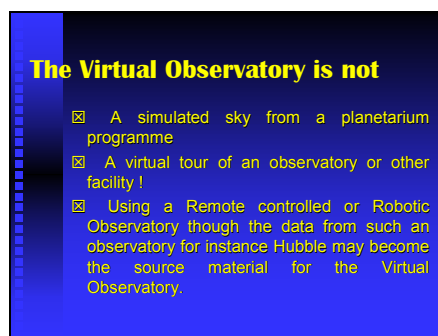 The Virtual Observatory is not
☒ A simulated sky from a planetarium
programme
☒ A virtual tour of an observatory or other
facility !
☒ Using a Remote controlled or Robotic
Observatory though the data from such an
observatory for instance Hubble may become
the source material for the Virtual
Observatory.